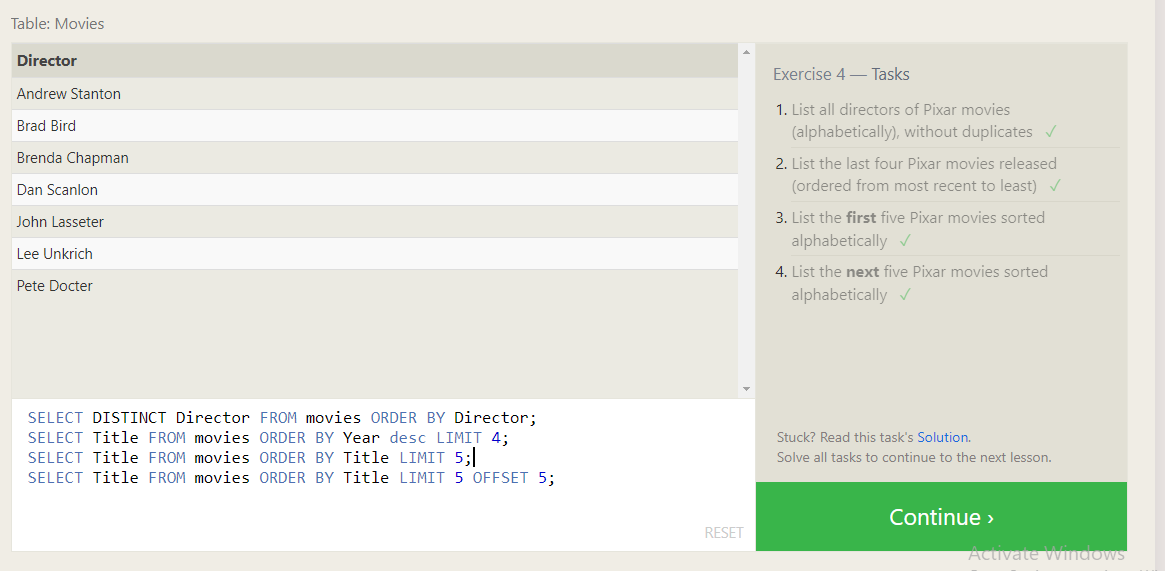 Table: Movies
Director
Andrew Stanton
Brad Bird
Brenda Chapman
Dan Scanlon
John Lasseter
Lee Unkrich
Pete Docter
SELECT DISTINCT Director FROM movies ORDER BY Director;
SELECT Title FROM movies ORDER BY Year desc LIMIT 4;
SELECT Title FROM movies ORDER BY Title LIMIT 5;
SELECT Title FROM movies ORDER BY Title LIMIT 5 OFFSET 5;
RESET
Exercise 4 — Tasks
1. List all directors of Pixar movies
(alphabetically), without duplicates ✓
2. List the last four Pixar movies released
(ordered from most recent to least) ✓
3. List the first five Pixar movies sorted
alphabetically ✓
4. List the next five Pixar movies sorted
alphabetically ✓
Stuck? Read this task's Solution.
Solve all tasks to continue to the next lesson.
Continue ›
Activate Windows